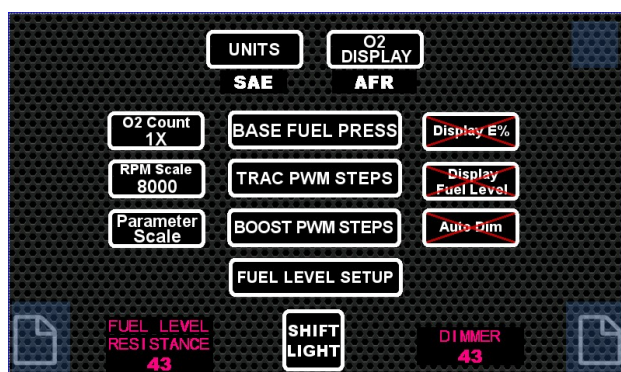 UNITS
O2
DISPLAY
SAE
AFR
O2 Count
1X
BASE FUEL PRESS
Display E%
RPM Scale
8000
TRAC PWM STEPS
Display
Fuel Level
Parameter
Scale
BOOST PWM STEPS
Auto Dim
FUEL LEVEL SETUP
FUEL LEVEL
RESISTANCE
43
SHIFT
LIGHT
DIMMER
43